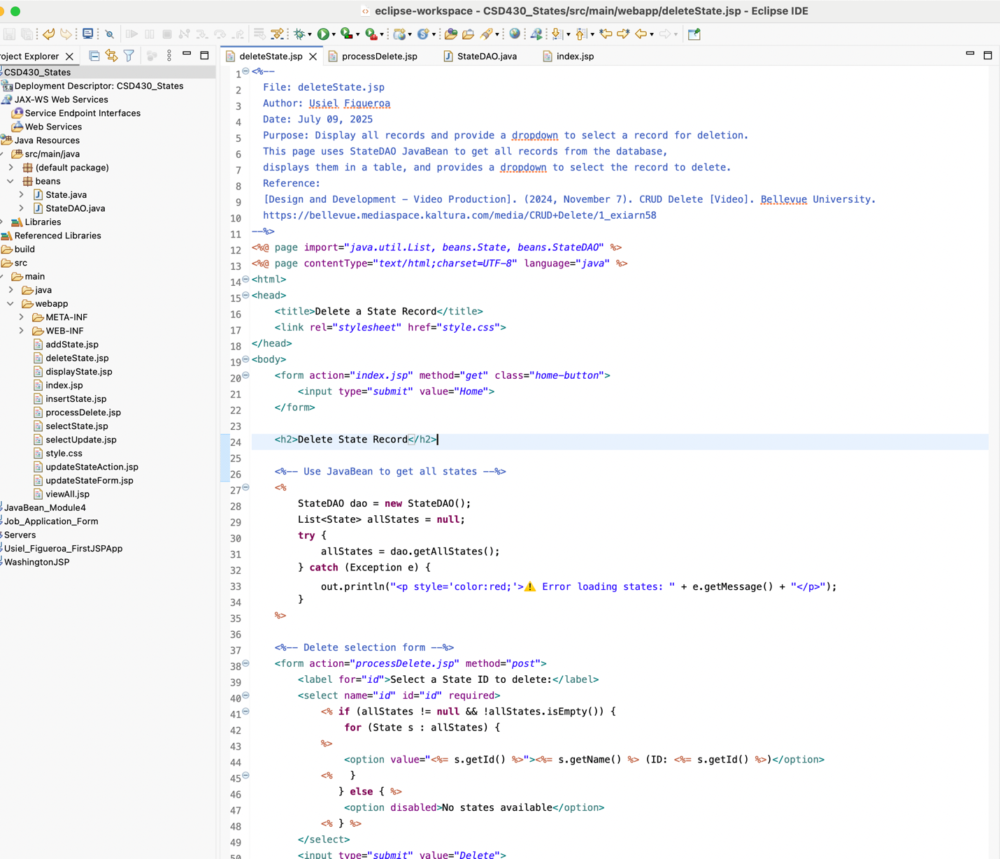 eclipse-workspace - CSD430_States/src/main/webapp/deleteState.jsp - Eclipse IDE
roject Explorer
CSD430_States
Deployment Descriptor: CSD430_States
JAX-WS Web Services
Service Endpoint Interfaces
Web Services
Java Resources
src/main/java
(default package)
beans
State.java
StateDAO.java
Libraries
Referenced Libraries
build
src
main
java
webapp
META-INF
WEB-INF
addState.jsp
deleteState.jsp
displayState.jsp
index.jsp
insertState.jsp
processDelete.jsp
selectState.jsp
selectUpdate.jsp
style.css
updateStateAction.jsp
updateStateForm.jsp
viewAll.jsp
JavaBean_Module4
Job_Application_Form
Servers
Usiel_Figueroa_FirstJSPApp
WashingtonJSP
deleteState.jsp processDelete.jsp StateDAO.java index.jsp
1 <%--
2 File: deleteState.jsp
3 Author: Usiel Figueroa
4 Date: July 09, 2025
5 Purpose: Display all records and provide a dropdown to select a record for deletion.
6 This page uses StateDAO JavaBean to get all records from the database,
7 displays them in a table, and provides a dropdown to select the record to delete.
8 Reference:
9 [Design and Development - Video Production]. (2024, November 7). CRUD Delete [Video]. Bellevue University.
10 https://bellevue.mediaspace.kaltura.com/media/CRUD+Delete/1_exiarn58
11 --%>
12 <%@ page import="java.util.List, beans.State, beans.StateDAO" %>
13 <%@ page contentType="text/html;charset=UTF-8" language="java" %>
14 <html>
15 <head>
16 <title>Delete a State Record</title>
17 <link rel="stylesheet" href="style.css">
18 </head>
19 <body>
20 <form action="index.jsp" method="get" class="home-button">
21 <input type="submit" value="Home">
22 </form>
23
24 <h2>Delete State Record</h2>
25
26 <%-- Use JavaBean to get all states --%>
27 <%
28 StateDAO dao = new StateDAO();
29 List<State> allStates = null;
30 try {
31 allStates = dao.getAllStates();
32 } catch (Exception e) {
33 out.println("<p style='color:red;'>⚠️ Error loading states: " + e.getMessage() + "</p>");
34 }
35 %>
36
37 <%-- Delete selection form --%>
38 <form action="processDelete.jsp" method="post">
39 <label for="id">Select a State ID to delete:</label>
40 <select name="id" id="id" required>
41 <% if (allStates != null && !allStates.isEmpty()) {
42 for (State s : allStates) {
43 %>
44 <option value="<%= s.getId() %>"><%= s.getName() %> (ID: <%= s.getId() %>)</option>
45 <% }
46 } else { %>
47 <option disabled>No states available</option>
48 <% } %>
49 </select>
50 <input type="submit" value="Delete">